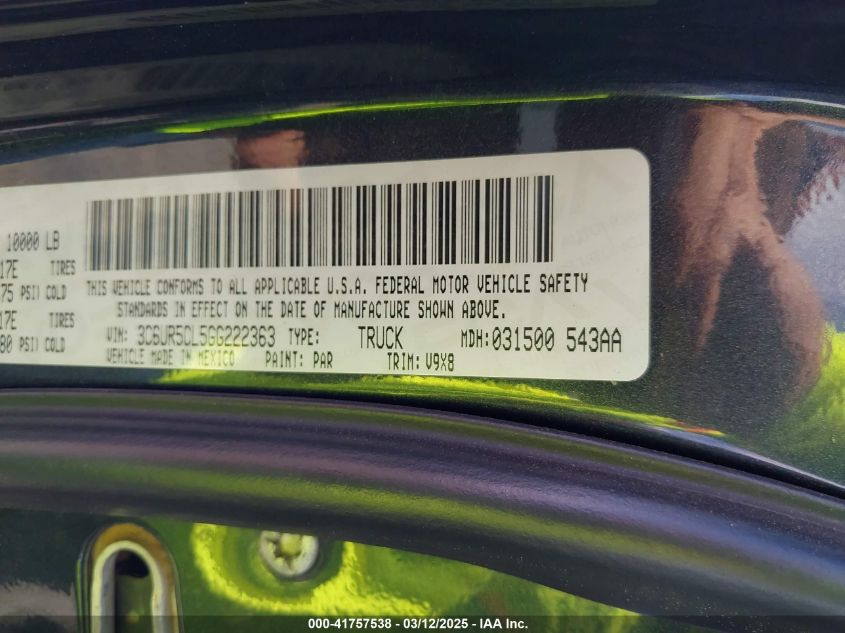 10000 LB
17E TIRES
75 PSI) COLD
17E TIRES
80 PSI) COLD
THIS VEHICLE CONFORMS TO ALL APPLICABLE U.S.A. FEDERAL MOTOR VEHICLE SAFETY
STANDARDS IN EFFECT ON THE DATE OF MANUFACTURE SHOWN ABOVE.
VIN: 3C6UR5CL5GG222363 TYPE: TRUCK MDH: 031500 543AA
VEHICLE MADE IN MEXICO PAINT: PAR TRIM: V9X8
000-41757538 - 03/12/2025 - IAA Inc.